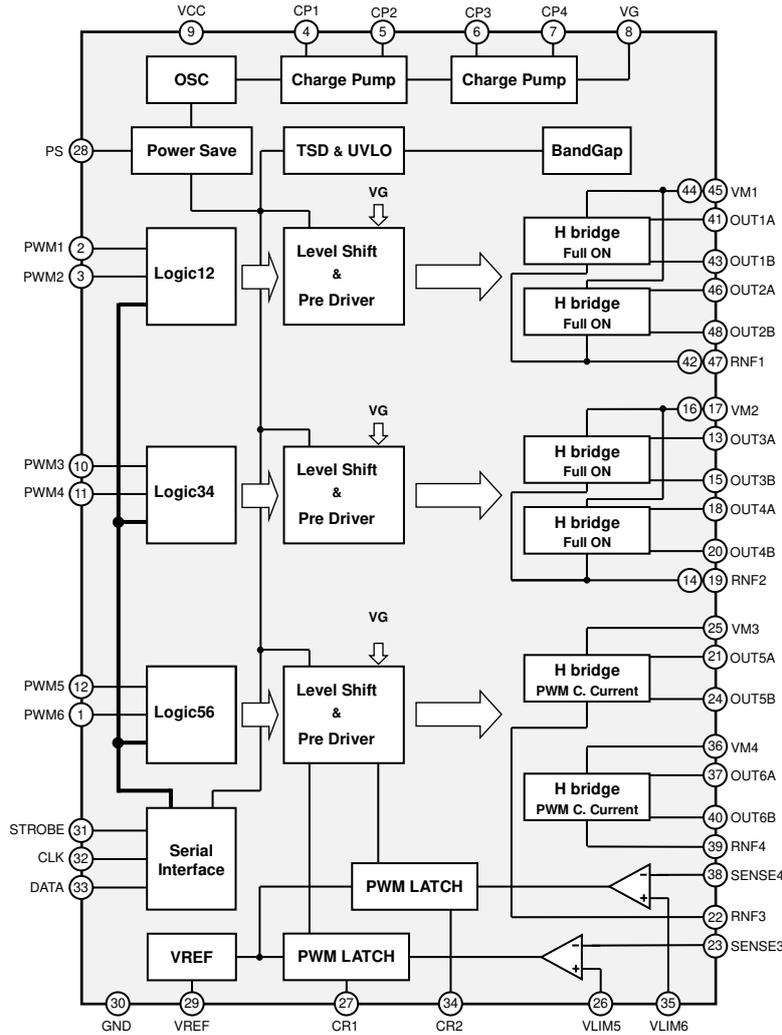 VCC CP1 CP2 CP3 CP4 VG
9 4 5 6 7 8
OSC Charge Pump Charge Pump
PS 28 Power Save TSD & UVLO BandGap
VG
44 45 VM1
41 OUT1A
H bridge
Full ON
PWM1 2
PWM2 3
Logic12
Level Shift
&
Pre Driver
43 OUT1B
46 OUT2A
H bridge
Full ON
48 OUT2B
42 47 RNF1
VG
16 17 VM2
13 OUT3A
H bridge
Full ON
PWM3 10
PWM4 11
Logic34
Level Shift
&
Pre Driver
15 OUT3B
18 OUT4A
H bridge
Full ON
20 OUT4B
14 19 RNF2
VG
25 VM3
21 OUT5A
H bridge
PWM C. Current
24 OUT5B
PWM5 12
PWM6 1
Logic56
Level Shift
&
Pre Driver
36 VM4
37 OUT6A
H bridge
PWM C. Current
40 OUT6B
39 RNF4
STROBE 31
CLK 32
DATA 33
Serial
Interface
PWM LATCH
- 38 SENSE4
+
22 RNF3
VREF PWM LATCH
- 23 SENSE3
+
30 29 27 34 26 35
GND VREF CR1 CR2 VLIM5 VLIM6